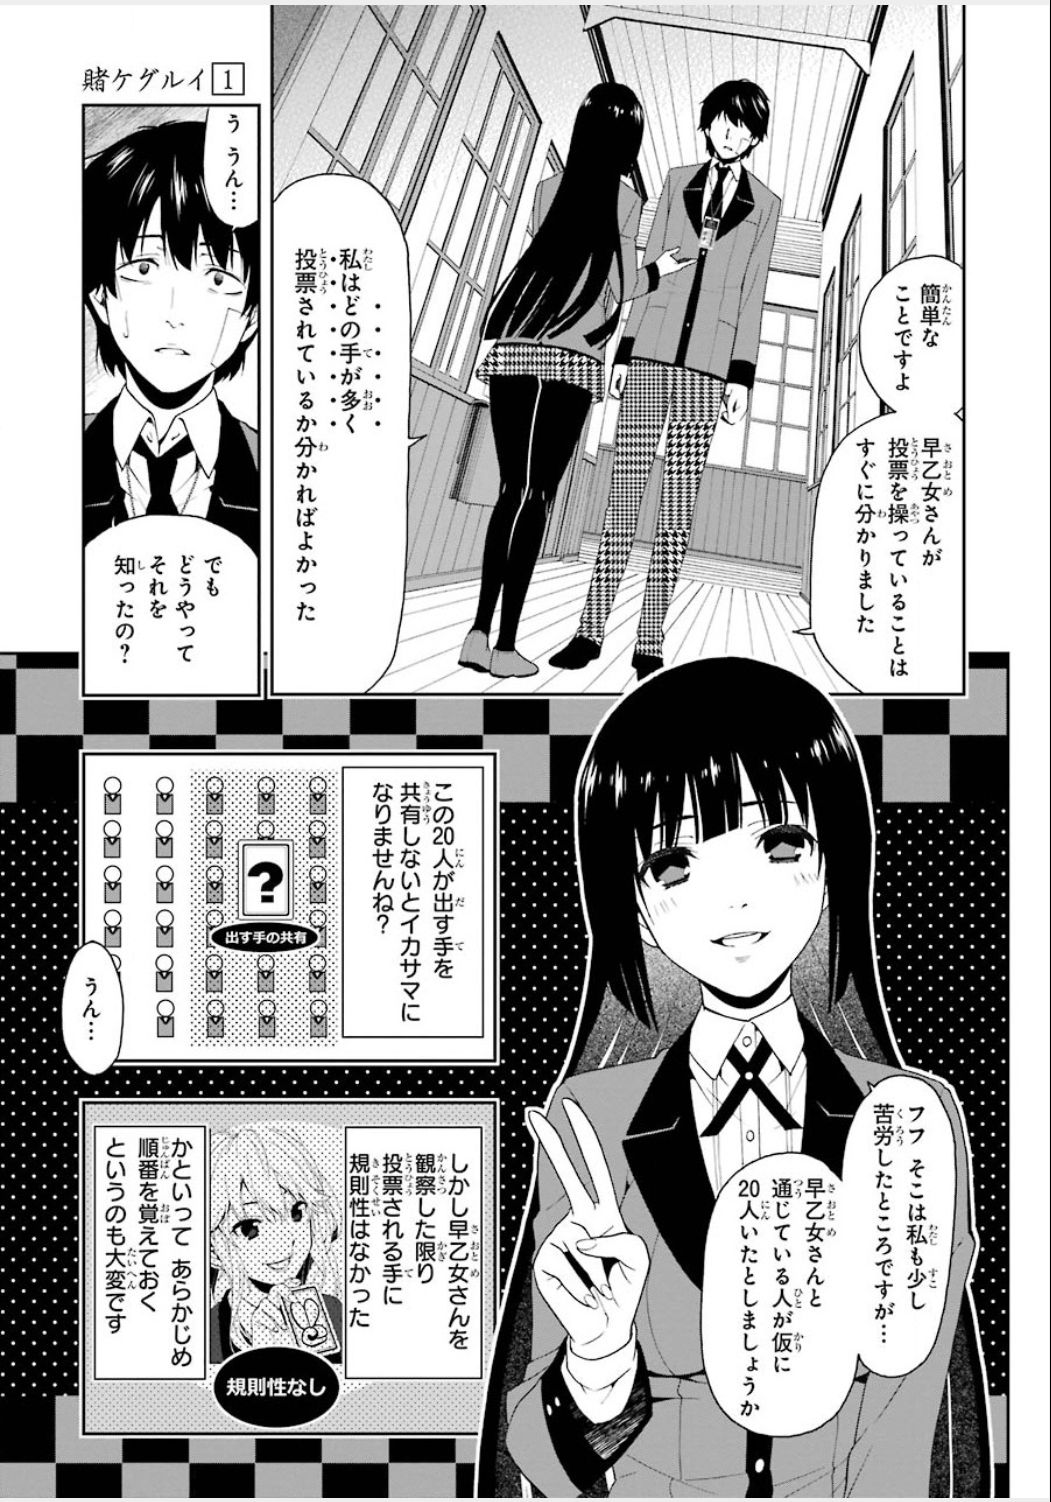 賭ケグルイ 1
簡単な
ことですよ
早乙女さんが
投票を操っていることは
すぐに分かりました
私はどの手が多く
投票されているか分かればよかった
う うん…
でも
どうやって
それを
知ったの?
フフ そこは私も少し
苦労したところですが…
早乙女さんと
通じている人が仮に
20人いたとしましょうか
この20人が出す手を
共有しないとイカサマに
なりませんね?
?
出す手の共有
うん…
しかし早乙女さんを
観察した限り
投票される手に
規則性はなかった
かといって あらかじめ
順番を覚えておく
というのも大変です
規則性なし